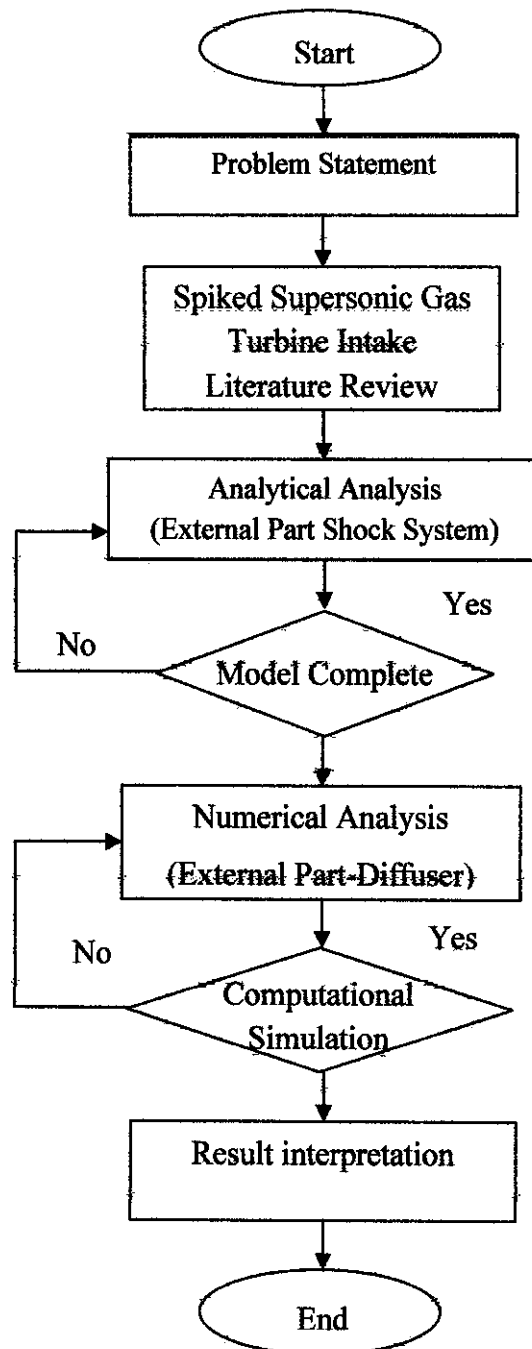 Start
Problem Statement
Spiked Supersonic Gas
Turbine Intake
Literature Review
Analytical Analysis
(External Part Shock System)
Yes
No
Model Complete
Numerical Analysis
(External Part-Diffuser)
Yes
No
Computational
Simulation
Result interpretation
End